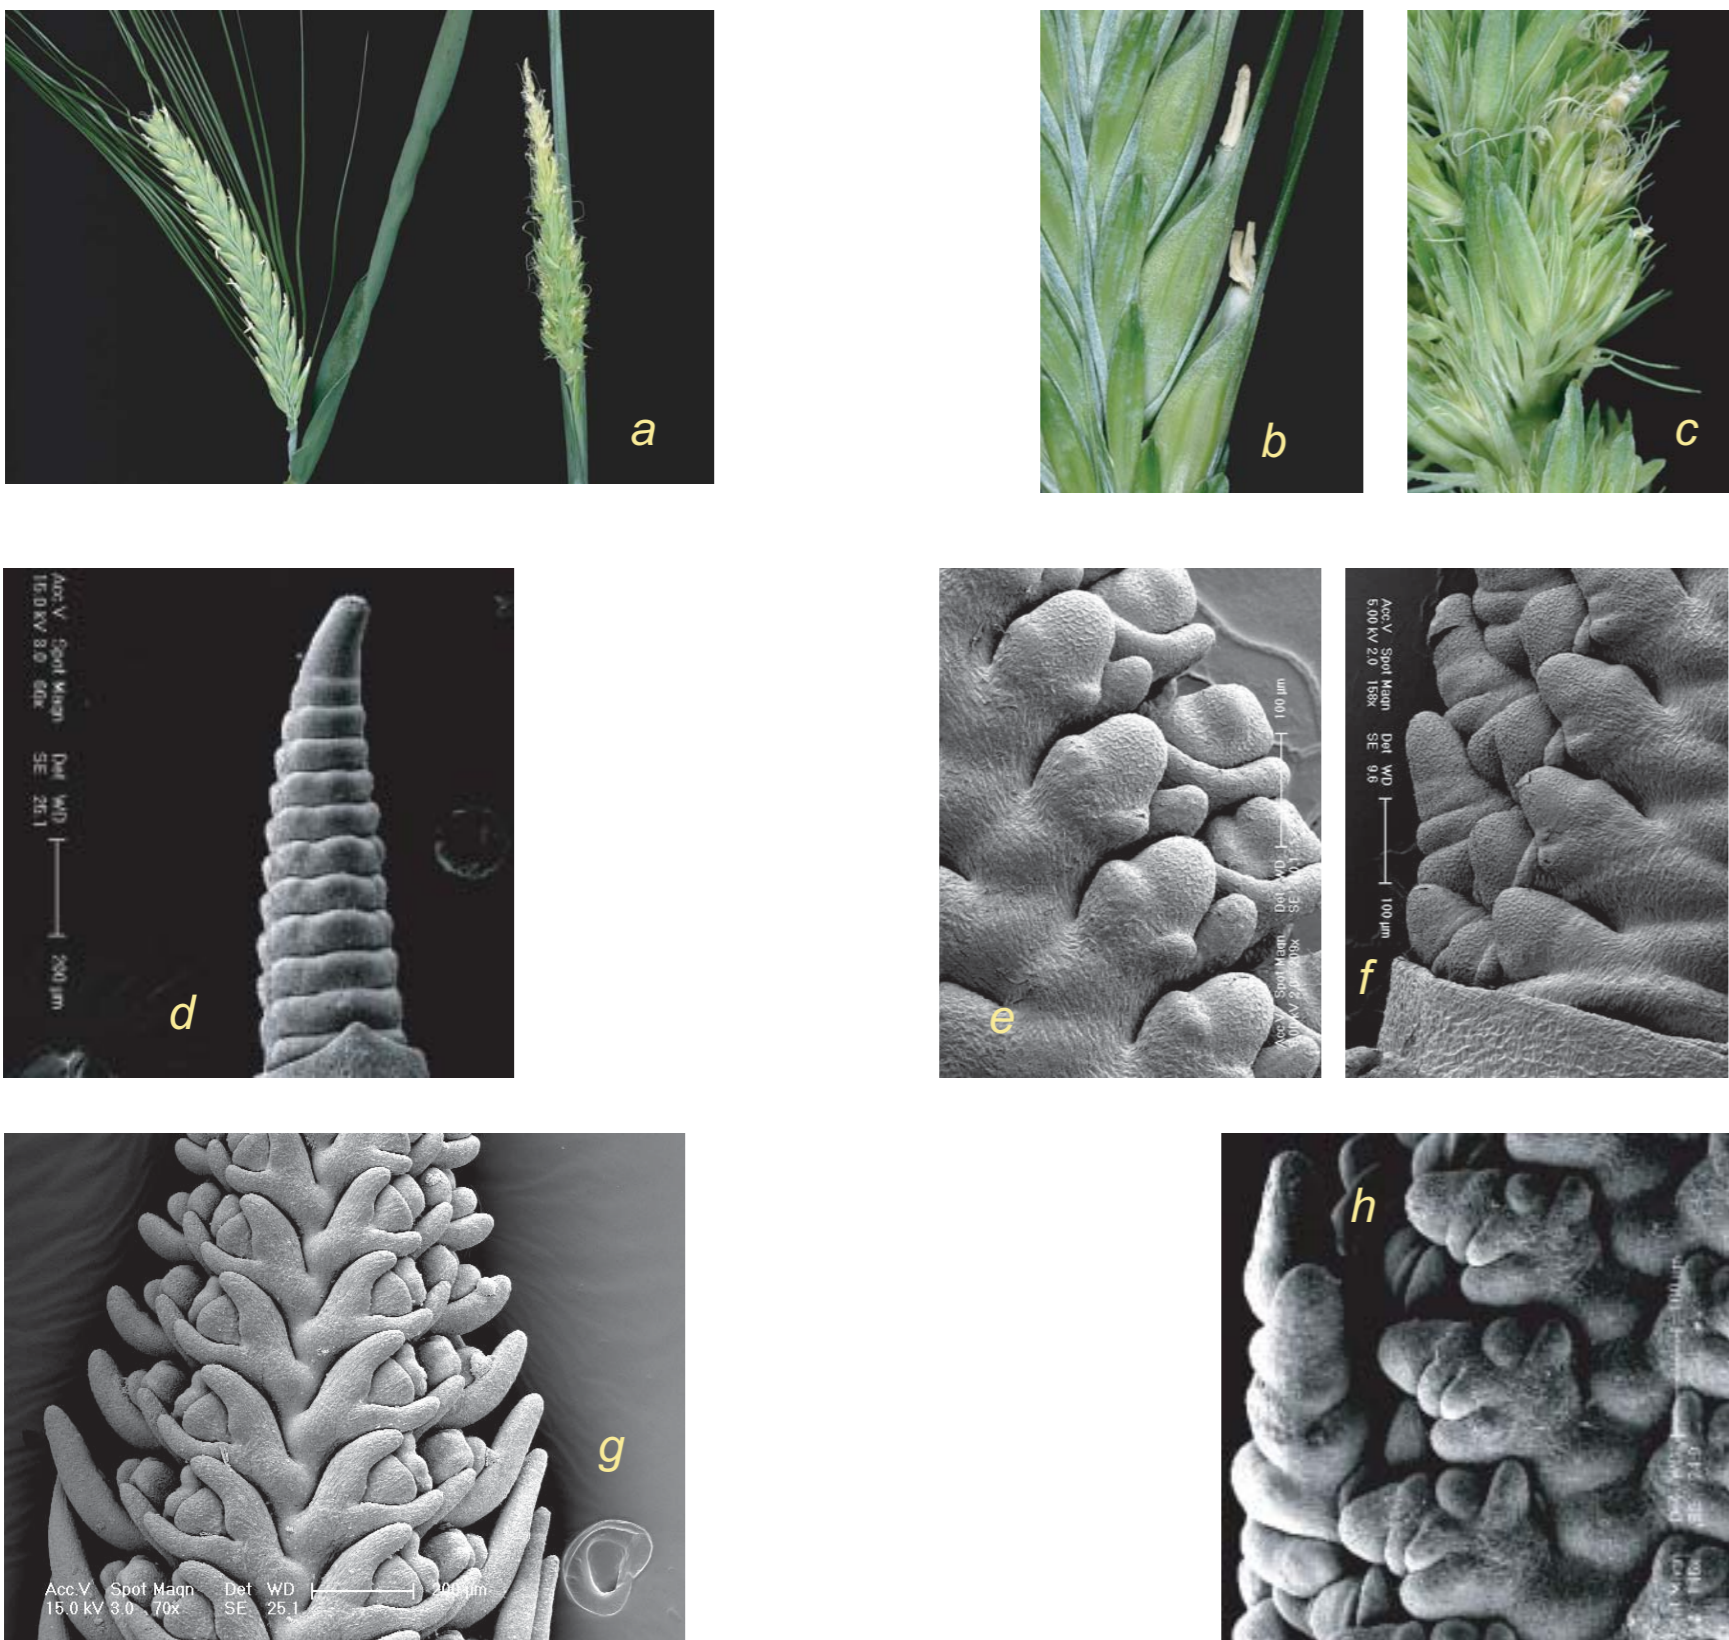 a
b
c
Acc.V Spot Magn Det WD
15.0 kV 3.0 60x SE 25.1
200 µm
d
100 µm
e
Acc.V Spot Magn Det WD
5.00 kV 2.0 158x SE 9.6
100 µm
f
g
Acc.V Spot Magn Det WD 200 µm
15.0 kV 3.0 70x SE 25.1
h